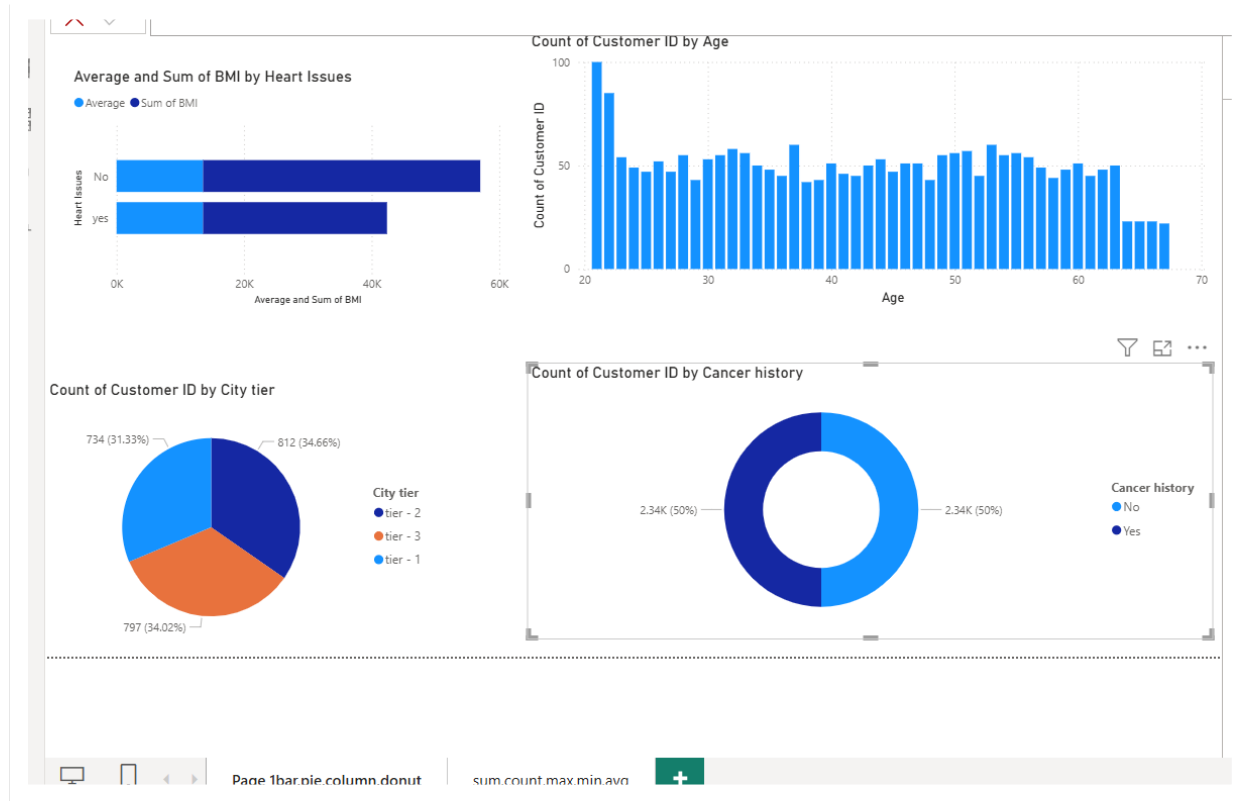 Average and Sum of BMI by Heart Issues
Average Sum of BMI
Heart Issues
No
yes
0K 20K 40K 60K
Average and Sum of BMI
Count of Customer ID by Age
Count of Customer ID
100
50
0
20 30 40 50 60 70
Age
Count of Customer ID by City tier
734 (31.33%)
812 (34.66%)
797 (34.02%)
City tier
tier - 2
tier - 3
tier - 1
Count of Customer ID by Cancer history
2.34K (50%)
2.34K (50%)
Cancer history
No
Yes
Page 1bar.pie.column.donut sum.count.max.min.avg